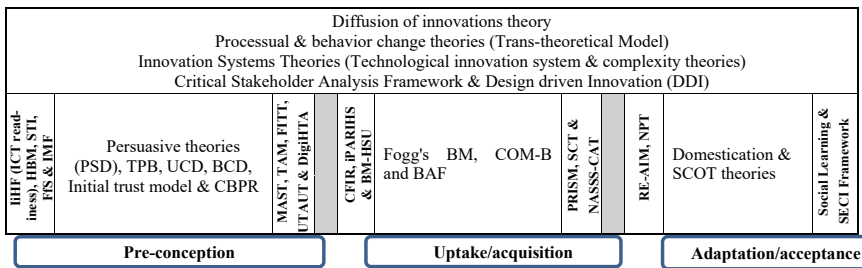 Diffusion of innovations theory
Processual & behavior change theories (Trans-theoretical Model)
Innovation Systems Theories (Technological innovation system & complexity theories)
Critical Stakeholder Analysis Framework & Design driven Innovation (DDI)
IiHF (ICT read-
iness), HBM, STI,
FfS & IMF
Persuasive theories
(PSD), TPB, UCD, BCD,
Initial trust model & CBPR
MAST, TAM, FITT,
UTAUT & DigiHTA
CFIR, iPARIHS
& BM-HSU
Fogg's BM, COM-B
and BAF
PRISM, SCT &
NASSS-CAT
RE-AIM, NPT
Domestication &
SCOT theories
Social Learning &
SECI Framework
Pre-conception
Uptake/acquisition
Adaptation/acceptance